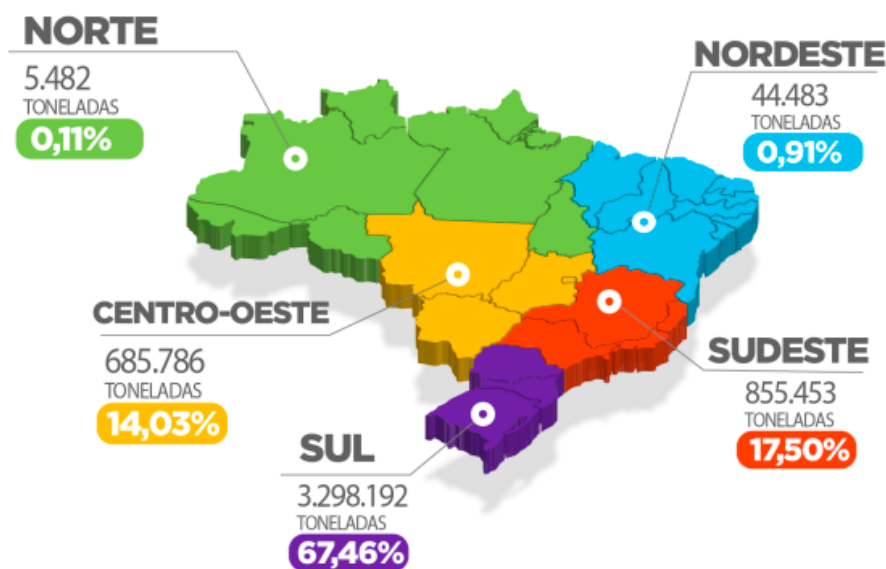 NORTE
5.482
TONELADAS
0,11%
NORDESTE
44.483
TONELADAS
0,91%
CENTRO-OESTE
685.786
TONELADAS
14,03%
SUDESTE
855.453
TONELADAS
17,50%
SUL
3.298.192
TONELADAS
67,46%